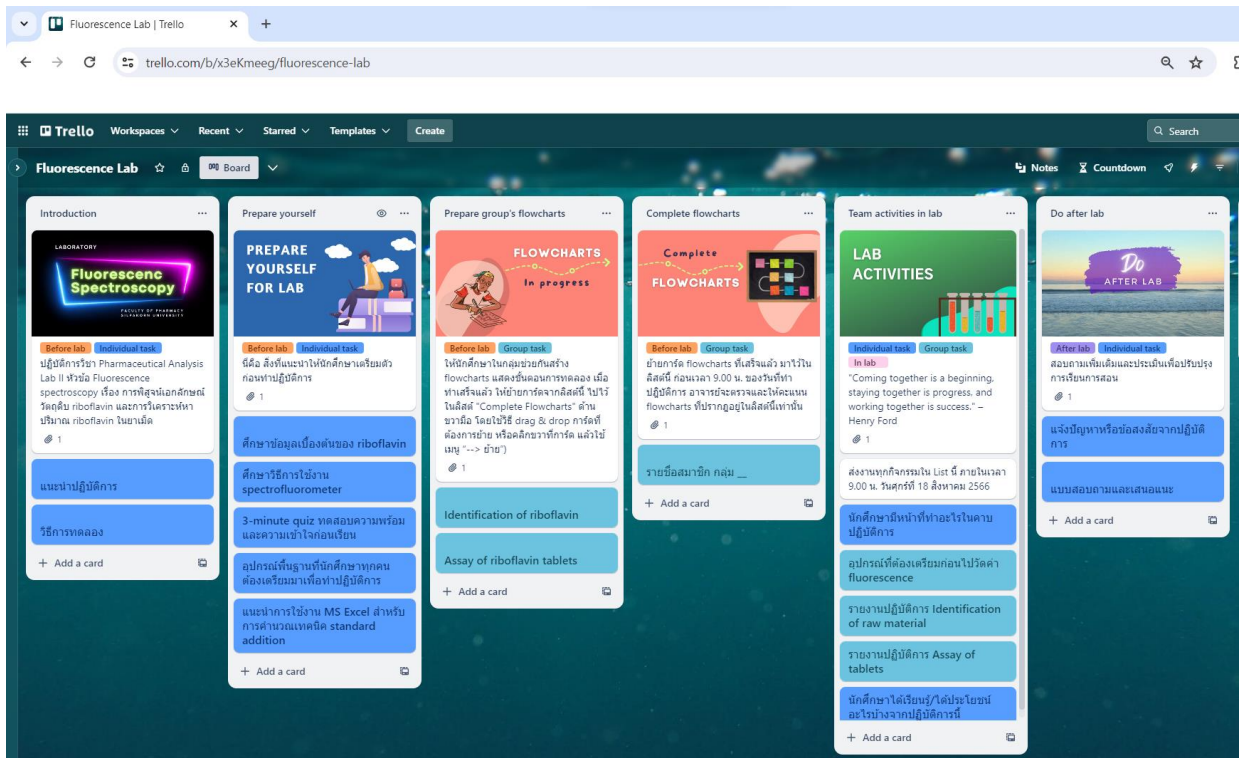 Fluorescence Lab | Trello
trello.com/b/x3eKmeeg/fluorescence-lab
Trello Workspaces Recent Starred Templates Create Search
Fluorescence Lab Board Notes Countdown
Introduction
LABORATORY
Fluorescenc
Spectroscopy
FACULTY OF PHARMACY
SILPAKORN UNIVERSITY
Before lab Individual task
ปฏิบัติการวิชา Pharmaceutical Analysis
Lab II หัวข้อ Fluorescence
spectroscopy เรื่อง การพิสูจน์เอกลักษณ์
วัตถุดิบ riboflavin และการวิเคราะห์หา
ปริมาณ riboflavin ในยาเม็ด
1
แนะนำปฏิบัติการ
วิธีการทดลอง
+ Add a card
Prepare yourself
PREPARE
YOURSELF
FOR LAB
Before lab Individual task
นี่คือ สิ่งที่แนะนำให้นักศึกษาเตรียมตัว
ก่อนทำปฏิบัติการ
1
ศึกษาข้อมูลเบื้องต้นของ riboflavin
ศึกษาวิธีการใช้งาน
spectrofluorometer
3-minute quiz ทดสอบความพร้อม
และความเข้าใจก่อนเรียน
อุปกรณ์พื้นฐานที่นักศึกษาทุกคน
ต้องเตรียมมาเพื่อทำปฏิบัติการ
แนะนำการใช้งาน MS Excel สำหรับ
การคำนวณเทคนิค standard
addition
+ Add a card
Prepare group's flowcharts
FLOWCHARTS
In progress
Before lab Group task
ให้นักศึกษาในกลุ่มช่วยกันสร้าง
flowcharts แสดงขั้นตอนการทดลอง เมื่อ
ทำเสร็จแล้ว ให้ย้ายการ์ดจากลิสต์นี้ ไปไว้
ในลิสต์ "Complete Flowcharts" ด้าน
ขวามือ โดยใช้วิธี drag & drop การ์ดที่
ต้องการย้าย หรือคลิกขวาที่การ์ด แล้วใช้
เมนู "--> ย้าย")
1
Identification of riboflavin
Assay of riboflavin tablets
+ Add a card
Complete flowcharts
Complete
FLOWCHARTS
Before lab Group task
ย้ายการ์ด flowcharts ที่เสร็จแล้ว มาไว้ใน
ลิสต์นี้ ก่อนเวลา 9.00 น. ของวันที่ทำ
ปฏิบัติการ อาจารย์จะตรวจและให้คะแนน
flowcharts ที่ปรากฏอยู่ในลิสต์นี้เท่านั้น
1
รายชื่อสมาชิก กลุ่ม __
+ Add a card
Team activities in lab
LAB
ACTIVITIES
Individual task Group task
In lab
"Coming together is a beginning,
staying together is progress, and
working together is success." –
Henry Ford
1
ส่งงานทุกกิจกรรมใน List นี้ ภายในเวลา
9.00 น. วันศุกร์ที่ 18 สิงหาคม 2566
นักศึกษามีหน้าที่ทำอะไรในคาบ
ปฏิบัติการ
อุปกรณ์ที่ต้องเตรียมก่อนไปวัดค่า
fluorescence
รายงานปฏิบัติการ Identification
of raw material
รายงานปฏิบัติการ Assay of
tablets
นักศึกษาได้เรียนรู้/ได้ประโยชน์
อะไรบ้างจากปฏิบัติการนี้
+ Add a card
Do after lab
Do
AFTER LAB
After lab Individual task
สอบถามเพิ่มเติมและประเมินเพื่อปรับปรุง
การเรียนการสอน
1
แจ้งปัญหาหรือข้อสงสัยจากปฏิบัติ
การ
แบบสอบถามและเสนอแนะ
+ Add a card